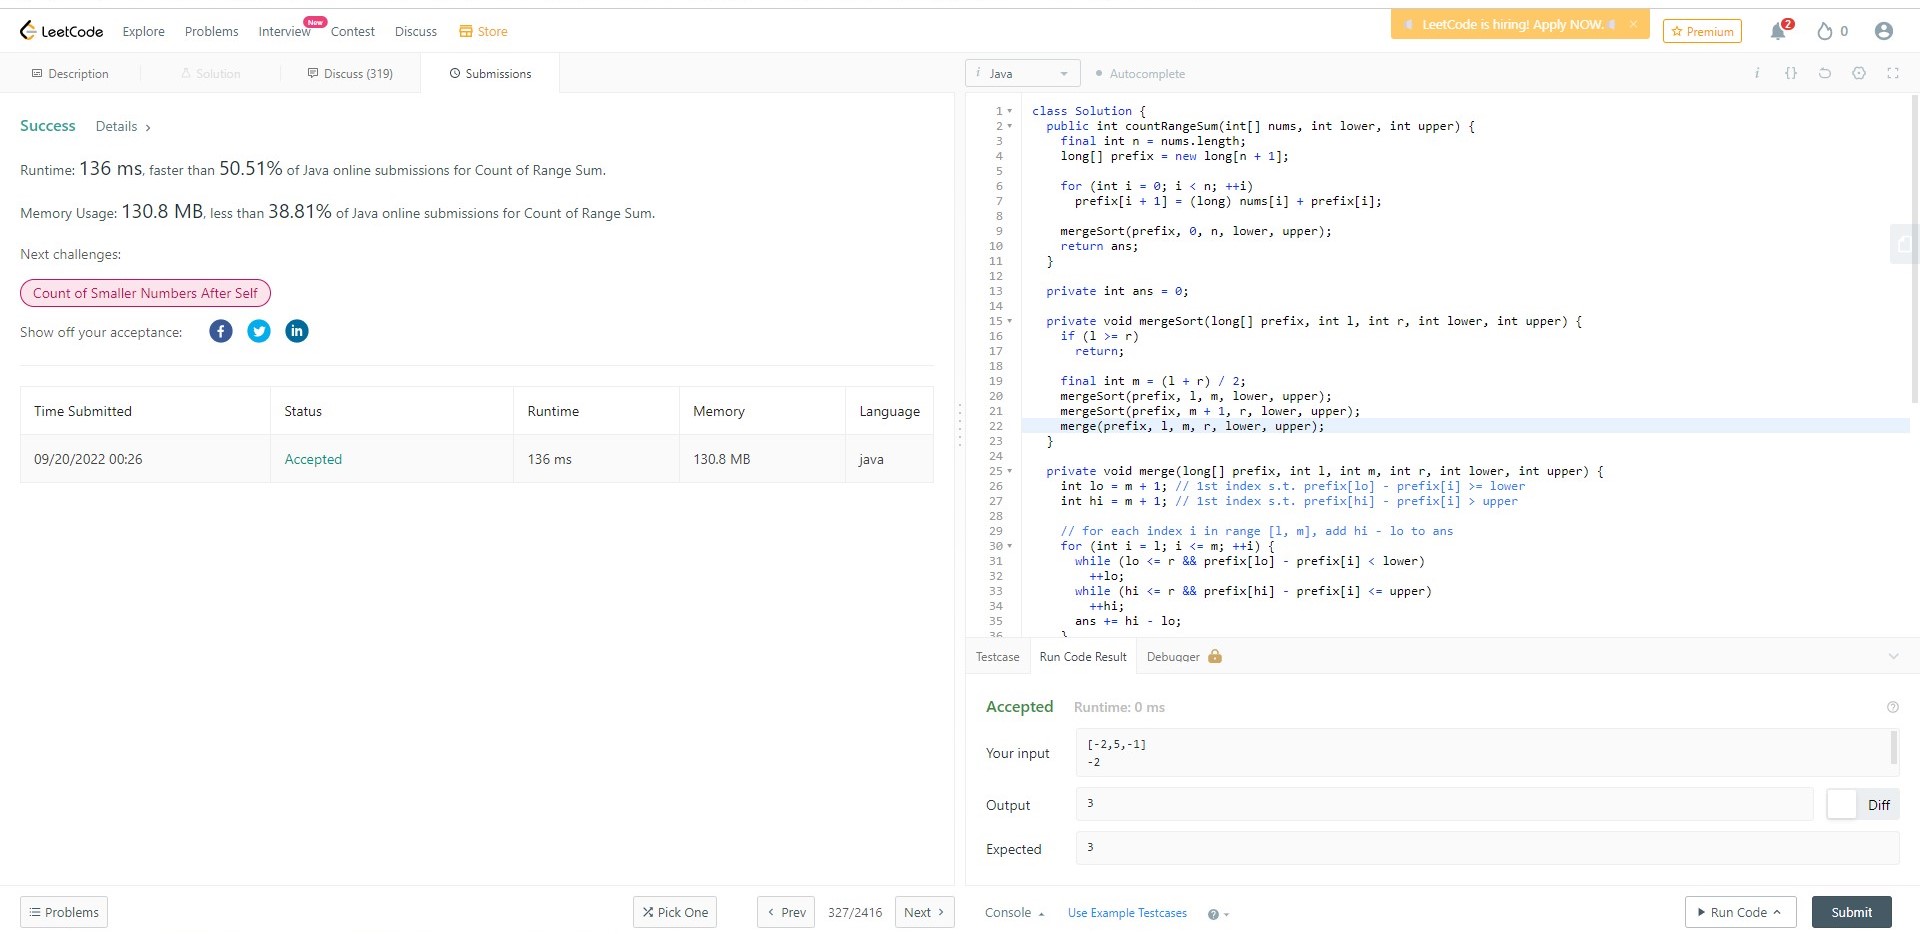 LeetCode Explore Problems Interview New Contest Discuss Store LeetCode is hiring! Apply NOW. × Premium 2 0
Description Solution Discuss (319) Submissions
Success Details >
Runtime: 136 ms, faster than 50.51% of Java online submissions for Count of Range Sum.
Memory Usage: 130.8 MB, less than 38.81% of Java online submissions for Count of Range Sum.
Next challenges:
Count of Smaller Numbers After Self
Show off your acceptance:
Time Submitted Status Runtime Memory Language
09/20/2022 00:26 Accepted 136 ms 130.8 MB java
i Java Autocomplete i {}
1 class Solution {
2 public int countRangeSum(int[] nums, int lower, int upper) {
3 final int n = nums.length;
4 long[] prefix = new long[n + 1];
5
6 for (int i = 0; i < n; ++i)
7 prefix[i + 1] = (long) nums[i] + prefix[i];
8
9 mergeSort(prefix, 0, n, lower, upper);
10 return ans;
11 }
12
13 private int ans = 0;
14
15 private void mergeSort(long[] prefix, int l, int r, int lower, int upper) {
16 if (l >= r)
17 return;
18
19 final int m = (l + r) / 2;
20 mergeSort(prefix, l, m, lower, upper);
21 mergeSort(prefix, m + 1, r, lower, upper);
22 merge(prefix, l, m, r, lower, upper);
23 }
24
25 private void merge(long[] prefix, int l, int m, int r, int lower, int upper) {
26 int lo = m + 1; // 1st index s.t. prefix[lo] - prefix[i] >= lower
27 int hi = m + 1; // 1st index s.t. prefix[hi] - prefix[i] > upper
28
29 // for each index i in range [l, m], add hi - lo to ans
30 for (int i = l; i <= m; ++i) {
31 while (lo <= r && prefix[lo] - prefix[i] < lower)
32 ++lo;
33 while (hi <= r && prefix[hi] - prefix[i] <= upper)
34 ++hi;
35 ans += hi - lo;
36 }
Testcase Run Code Result Debugger
Accepted Runtime: 0 ms
Your input
[-2,5,-1]
-2
Output 3 Diff
Expected 3
Problems Pick One < Prev 327/2416 Next > Console Use Example Testcases ? Run Code Submit